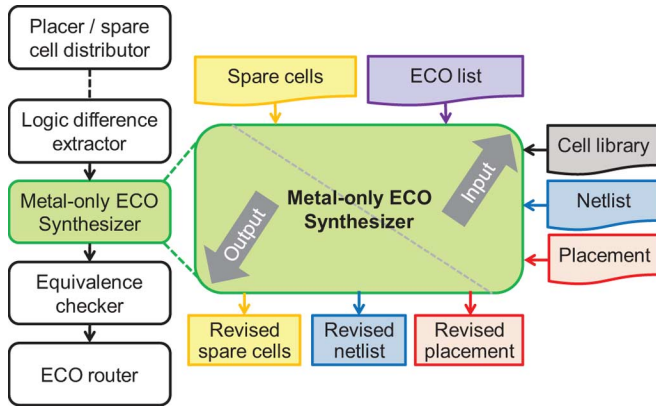 Placer / spare
cell distributor
Logic difference
extractor
Metal-only ECO
Synthesizer
Equivalence
checker
ECO router
Spare cells
ECO list
Cell library
Netlist
Placement
Input
Metal-only ECO
Synthesizer
Output
Revised
spare cells
Revised
netlist
Revised
placement